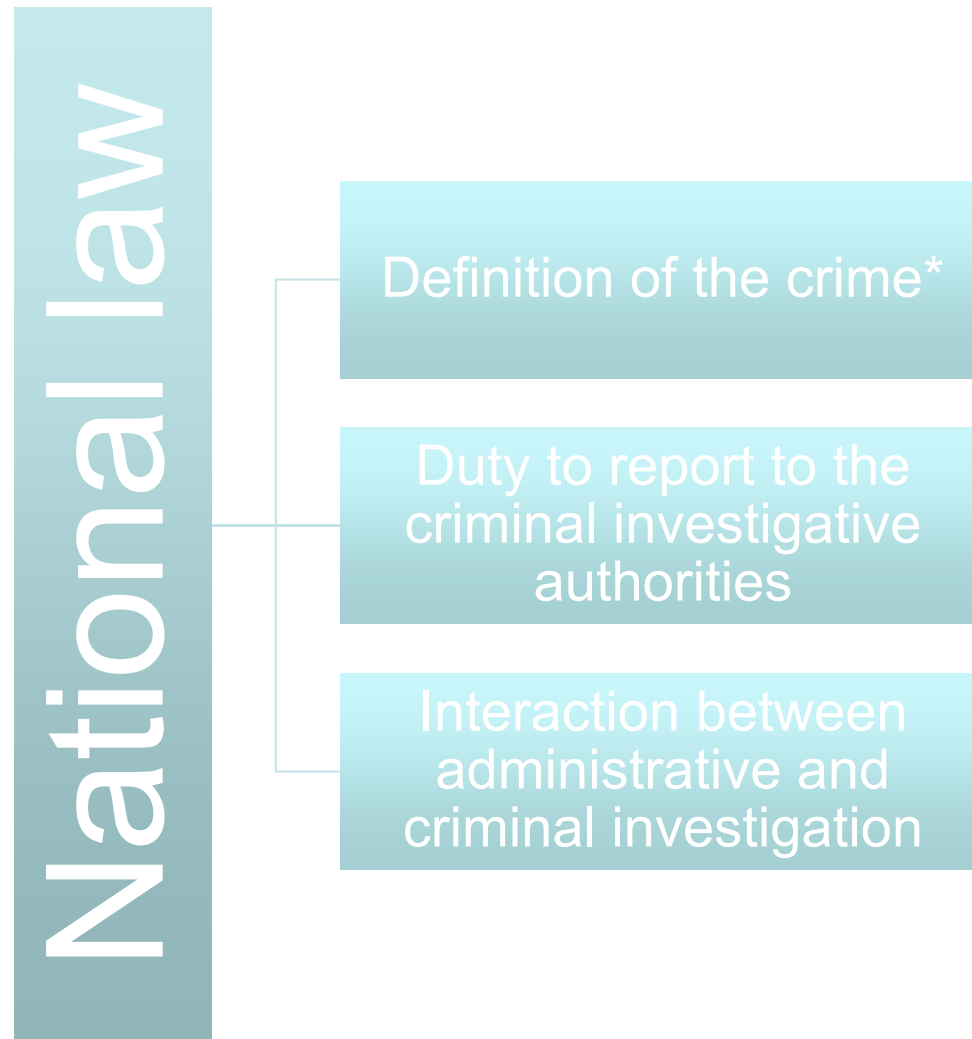 National law
Definition of the crime*
Duty to report to the
criminal investigative
authorities
Interaction between
administrative and
criminal investigation